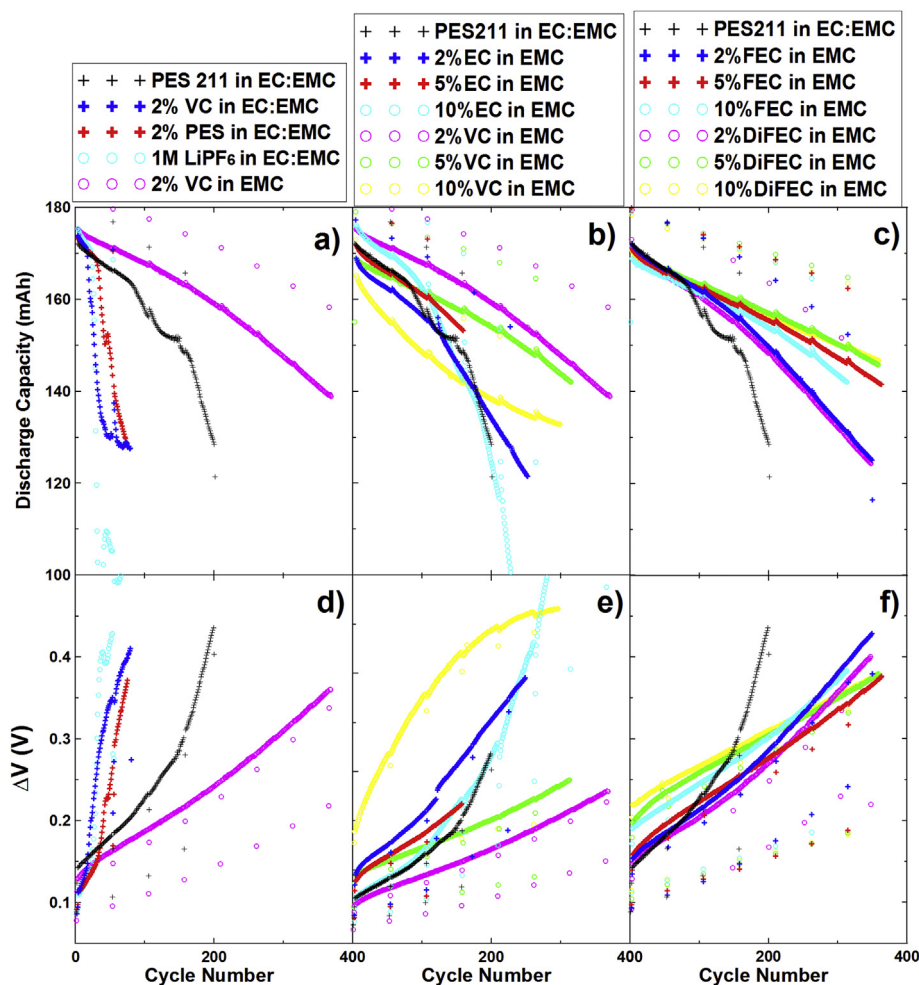 PES 211 in EC:EMC
2% VC in EC:EMC
2% PES in EC:EMC
1M LiPF6 in EC:EMC
2% VC in EMC
PES211 in EC:EMC
2%EC in EMC
5%EC in EMC
10%EC in EMC
2%VC in EMC
5%VC in EMC
10%VC in EMC
PES211 in EC:EMC
2%FEC in EMC
5%FEC in EMC
10%FEC in EMC
2%DiFEC in EMC
5%DiFEC in EMC
10%DiFEC in EMC
180
160
140
120
100
Discharge Capacity (mAh)
a)
b)
c)
0.4
0.3
0.2
0.1
ΔV (V)
d)
e)
f)
0
200
400
200
400
200
400
Cycle Number
Cycle Number
Cycle Number